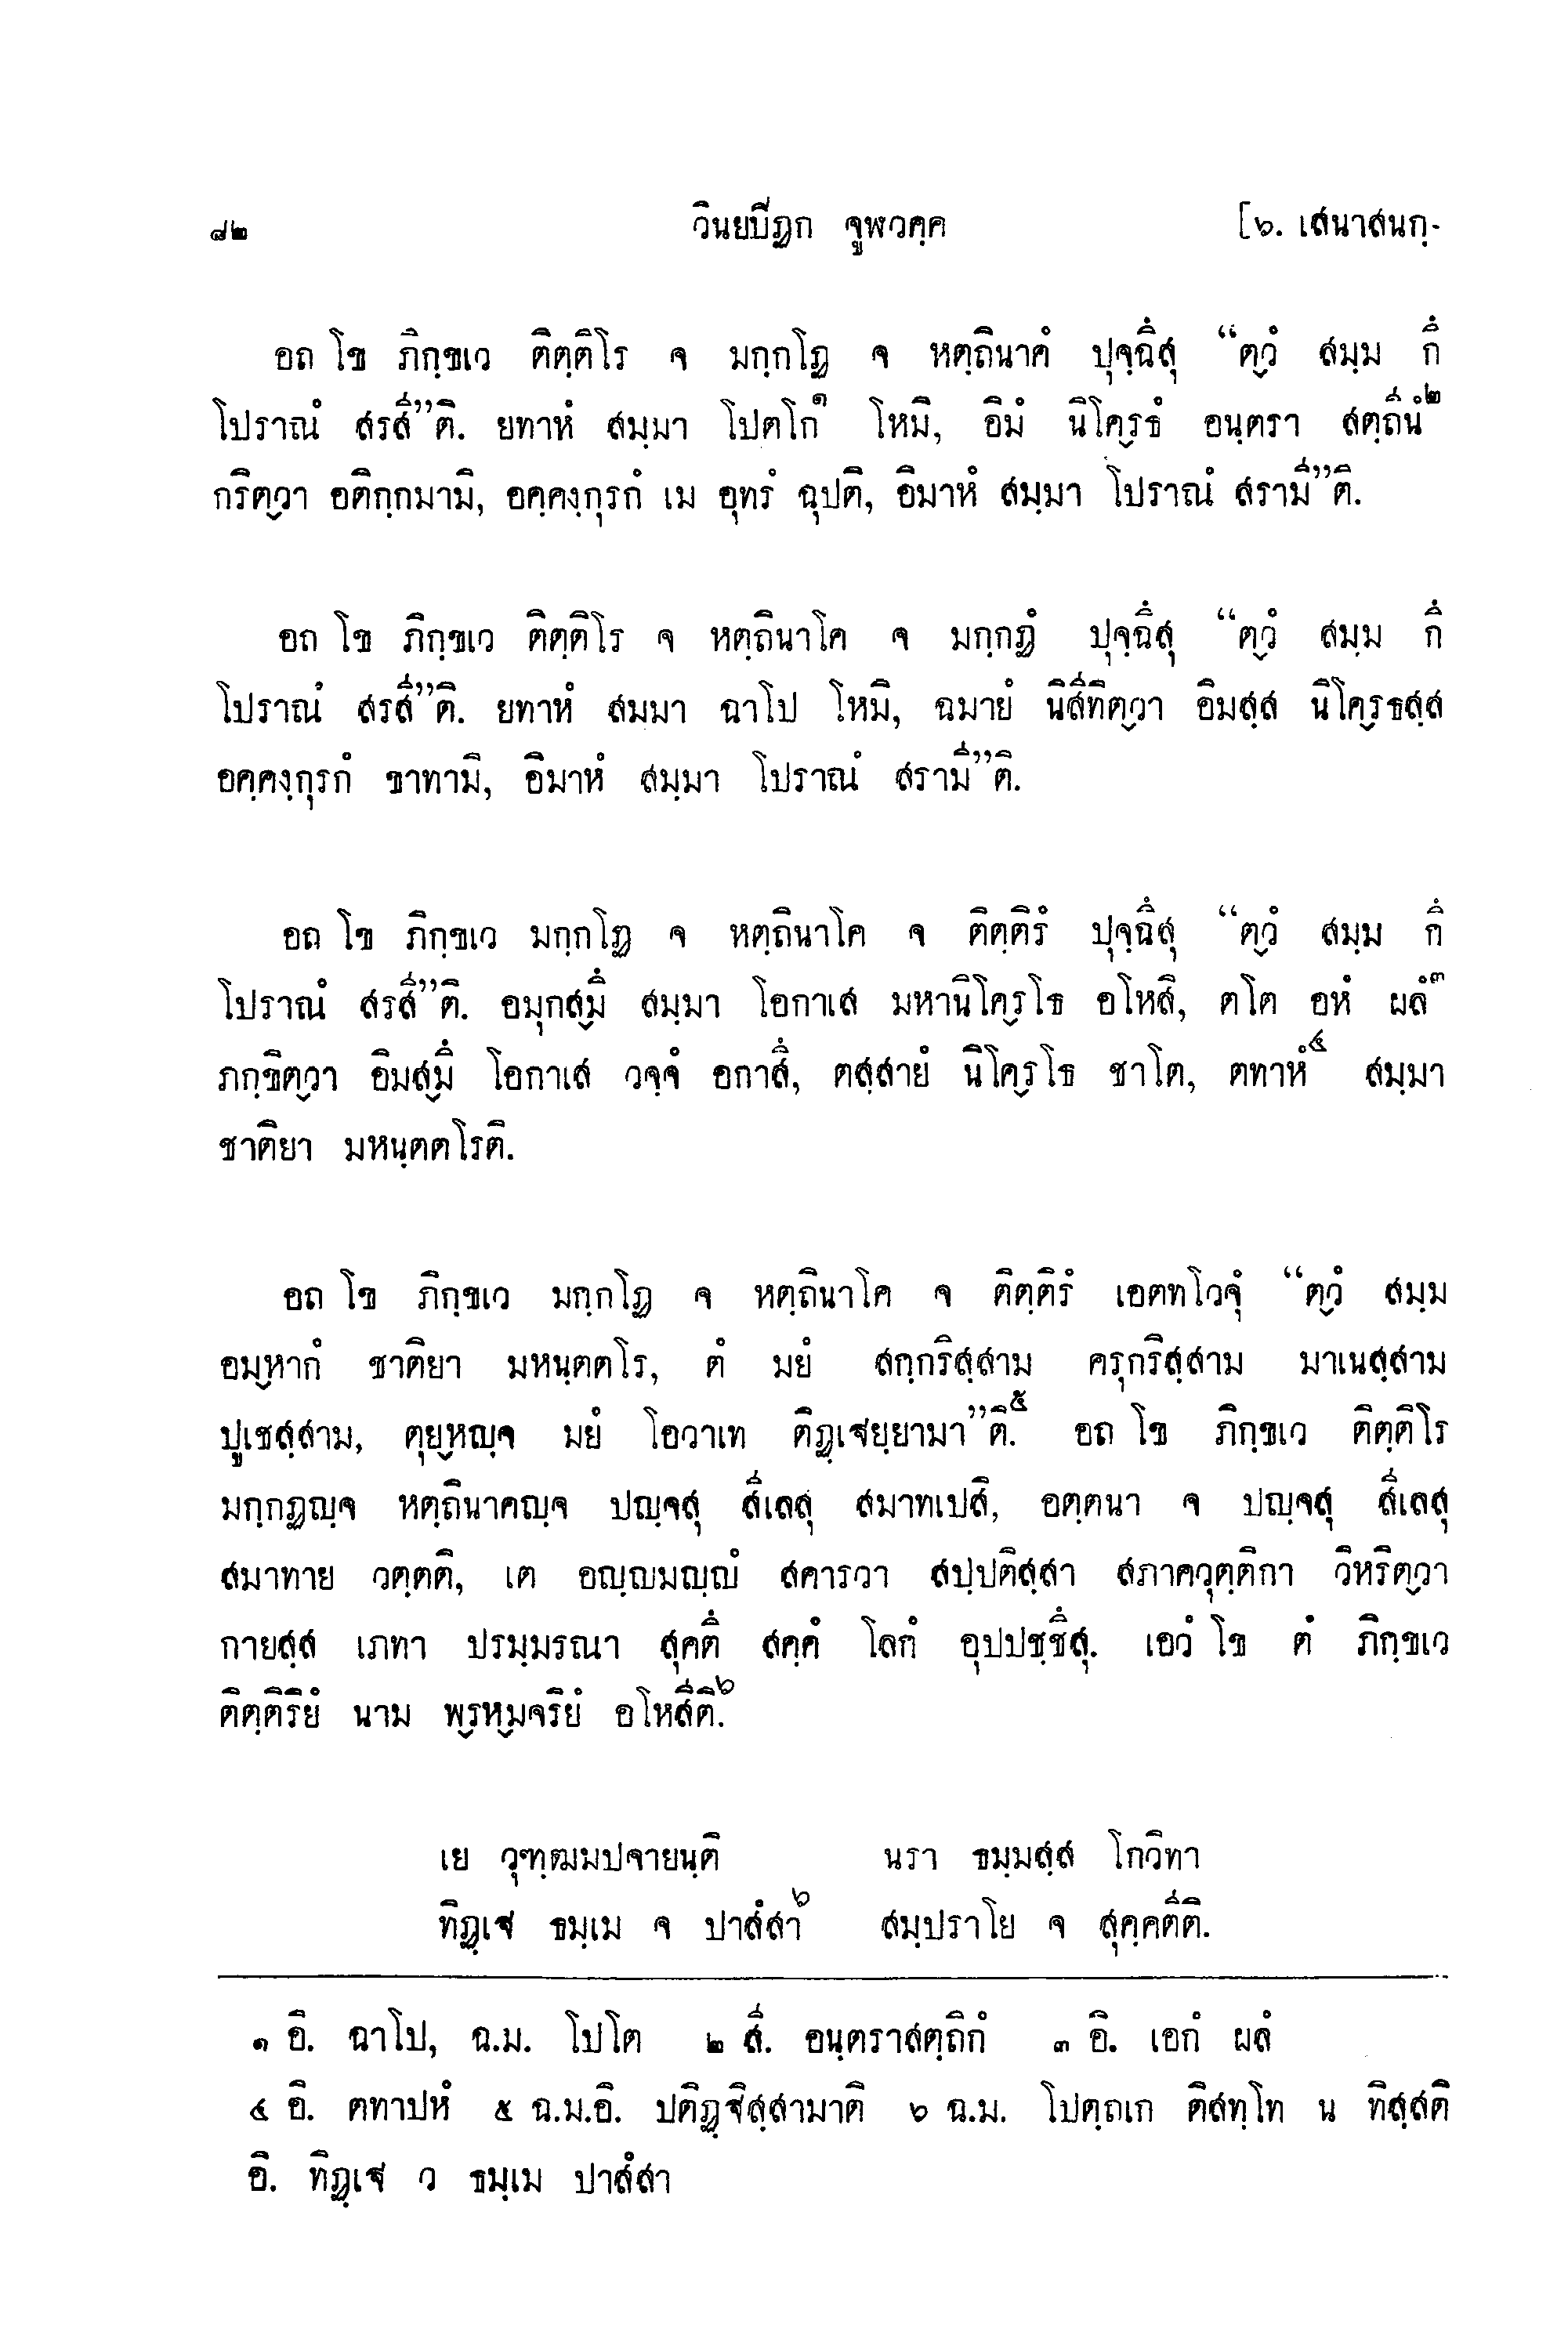 ๘๒ วินยปีฏก จูฬวคฺค [๖. เสนาสนกฺ-
อถ โข ภิกฺขเว ติตฺติโร จ มกฺกโฏ จ หตฺถินาคํ ปุจฺฉึสุ “ตฺวํ สมฺม กึ
โปราณํ สรสี”ติ. ยทาหํ สมฺมา โปตโก๑ โหมิ, อิมํ นิโคฺรธํ อนฺตรา สตฺถีนํ๒
กริตฺวา อติกฺกมามิ, อคฺคงฺกุรกํ เม อุทรํ ฉุปติ, อิมาหํ สมฺมา โปราณํ สรามี”ติ.
อถ โข ภิกฺขเว ติตฺติโร จ หตฺถินาโค จ มกฺกฏํ ปุจฺฉึสุ “ตฺวํ สมฺม กึ
โปราณํ สรสี”ติ. ยทาหํ สมมา ฉาโป โหมิ, ฉมายํ นิสีทิตฺวา อิมสฺส นิโคฺรธสฺส
อคฺคงฺกุรกํ ขาทามิ, อิมาหํ สมฺมา โปราณํ สรามี”ติ.
อถ โข ภิกฺขเว มกฺกโฏ จ หตฺถินาโค จ ติตฺติรํ ปุจฺฉึสุ “ตฺวํ สมฺม กึ
โปราณํ สรสี”ติ. อมุกสฺมึ สมฺมา โอกาเส มหานิโคฺรโธ อโหสิ, ตโต อหํ ผลํ๓
ภกฺขิตฺวา อิมสฺมึ โอกาเส วจฺจํ อกาสึ, ตสฺสายํ นิโคฺรโธ ชาโต, ตทาหํ๔ สมฺมา
ชาติยา มหนฺตตโรติ.
อถ โข ภิกฺขเว มกฺกโฏ จ หตฺถินาโค จ ติตฺติรํ เอตทโวจุํ “ตฺวํ สมฺม
อมฺหากํ ชาติยา มหนฺตตโร, ตํ มยํ สกฺกริสฺสาม ครุกริสฺสาม มาเนสฺสาม
ปูเชสฺสาม, ตุยฺหญฺจ มยํ โอวาเท ติฏฺเฐยฺยามา”ติ.๕ อถ โข ภิกฺขเว ติตฺติโร
มกฺกฏญฺจ หตฺถินาคญฺจ ปญฺจสุ สีเลสุ สมาทเปสิ, อตฺตนา จ ปญฺจสุ สีเลสุ
สมาทาย วตฺตติ, เต อญฺญมญฺญํ สคารวา สปฺปติสฺสา สภาควุตฺติกา วิหริตฺวา
กายสฺส เภทา ปรมฺมรณา สุคตึ สคฺคํ โลกํ อุปปชฺชึสุ. เอวํ โข ตํ ภิกฺขเว
ติตฺติริยํ นาม พฺรหฺมจริยํ อโหสีติ.๖
เย วุฑฺฒมปจายนฺติ นรา ธมฺมสฺส โกวิทา
ทิฏฺเฐ ธมฺเม จ ปาสํสา๖ สมฺปราโย จ สุคฺคตีติ.
๑ อิ. ฉาโป, ฉ.ม. โปโต ๒ สี. อนฺตราสตฺถิกํ ๓ อิ. เอกํ ผลํ
๔ อิ. ตทาปหํ ๕ ฉ.ม.อิ. ปติฏฺฐิสฺสามาติ ๖ ฉ.ม. โปตฺถเก ติสทฺโท น ทิสฺสติ
อิ. ทิฏฺเฐ ว ธมฺเม ปาสํสา